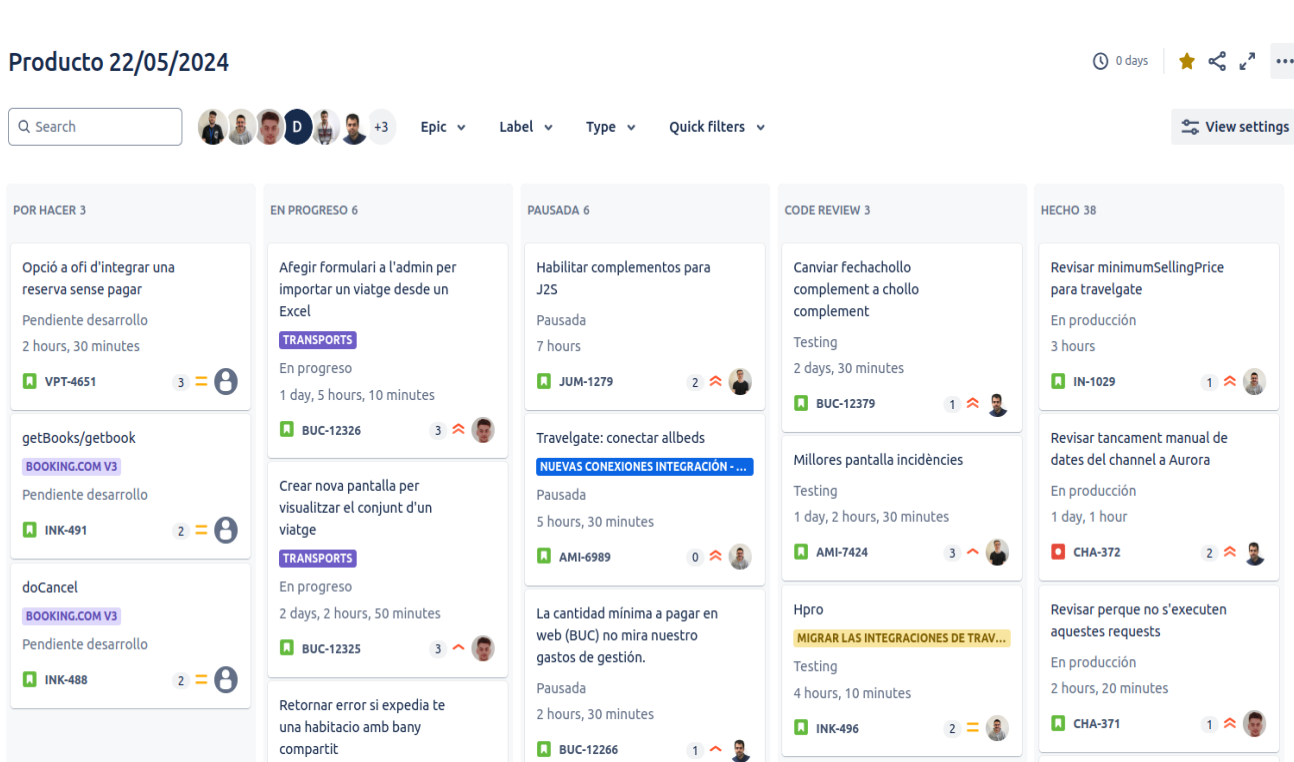 Producto 22/05/2024
0 days
Search
D
+3
Epic
Label
Type
Quick filters
View settings
POR HACER 3
Opció a ofi d'integrar una
reserva sense pagar
Pendiente desarrollo
2 hours, 30 minutes
VPT-4651
3
getBooks/getbook
BOOKING.COM V3
Pendiente desarrollo
INK-491
2
doCancel
BOOKING.COM V3
Pendiente desarrollo
INK-488
2
EN PROGRESO 6
Afegir formulari a l'admin per
importar un viatge desde un
Excel
TRANSPORTS
En progreso
1 day, 5 hours, 10 minutes
BUC-12326
3
Crear nova pantalla per
visualitzar el conjunt d'un
viatge
TRANSPORTS
En progreso
2 days, 2 hours, 50 minutes
BUC-12325
3
Retornar error si expedia te
una habitacio amb bany
compartit
PAUSADA 6
Habilitar complementos para
J2S
Pausada
7 hours
JUM-1279
2
Travelgate: conectar allbeds
NUEVAS CONEXIONES INTEGRACIÓN - ...
Pausada
5 hours, 30 minutes
AMI-6989
0
La cantidad mínima a pagar en
web (BUC) no mira nuestro
gastos de gestión.
Pausada
2 hours, 30 minutes
BUC-12266
1
CODE REVIEW 3
Canviar fechachollo
complement a chollo
complement
Testing
2 days, 30 minutes
BUC-12379
1
Millores pantalla incidències
Testing
1 day, 2 hours, 30 minutes
AMI-7424
3
Hpro
MIGRAR LAS INTEGRACIONES DE TRAV...
Testing
4 hours, 10 minutes
INK-496
2
HECHO 38
Revisar minimumSellingPrice
para travelgate
En producción
3 hours
IN-1029
1
Revisar tancament manual de
dates del channel a Aurora
En producción
1 day, 1 hour
CHA-372
2
Revisar perque no s'executen
aquestes requests
En producción
2 hours, 20 minutes
CHA-371
1